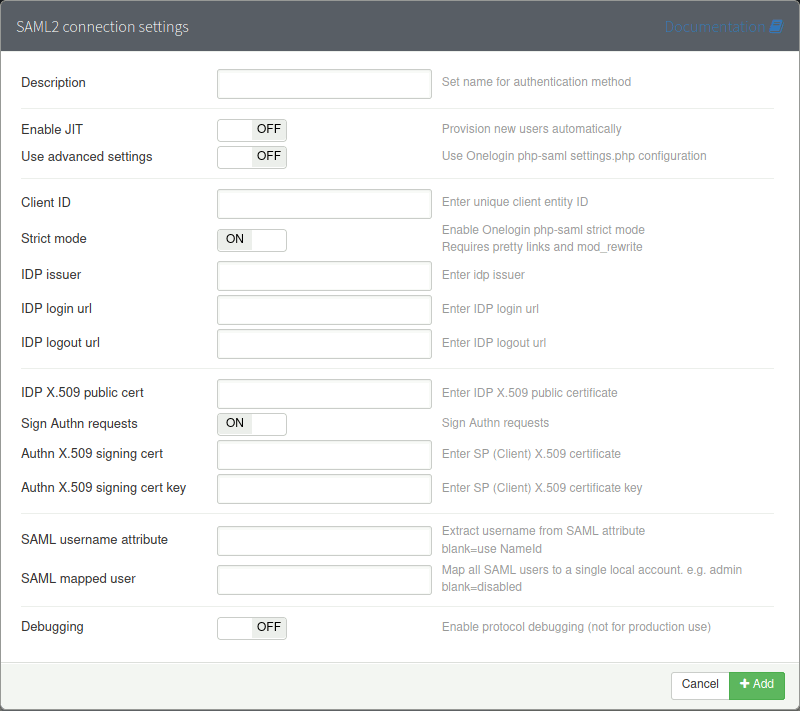 SAML2 connection settings
Documentation
Description
Set name for authentication method
Enable JIT
OFF
Provision new users automatically
Use advanced settings
OFF
Use Onelogin php-saml settings.php configuration
Client ID
Enter unique client entity ID
Strict mode
ON
Enable Onelogin php-saml strict mode
Requires pretty links and mod_rewrite
IDP issuer
Enter idp issuer
IDP login url
Enter IDP login url
IDP logout url
Enter IDP logout url
IDP X.509 public cert
Enter IDP X.509 public certificate
Sign Authn requests
ON
Sign Authn requests
Authn X.509 signing cert
Enter SP (Client) X.509 certificate
Authn X.509 signing cert key
Enter SP (Client) X.509 certificate key
SAML username attribute
Extract username from SAML attribute
blank=use NameId
SAML mapped user
Map all SAML users to a single local account. e.g. admin
blank=disabled
Debugging
OFF
Enable protocol debugging (not for production use)
Cancel
Add